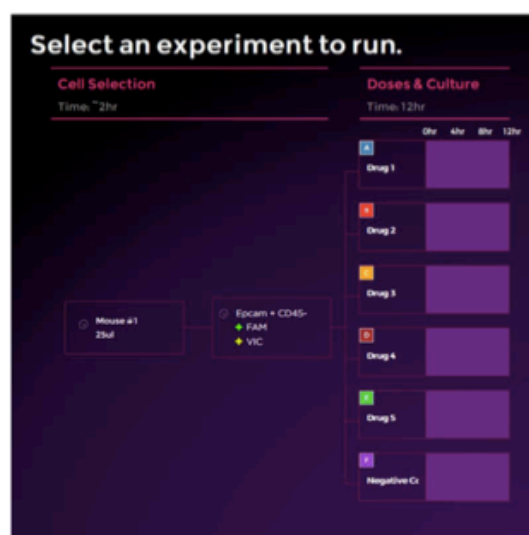 Select an experiment to run.
Cell Selection
Time: ~2hr
Doses & Culture
Time: 12hr
0hr 4hr 8hr 12hr
A
Drug 1
Drug 2
C
Drug 3
Mouse #1
25ul
Epcam + CD45-
FAM
VIC
D
Drug 4
E
Drug 5
F
Negative Co